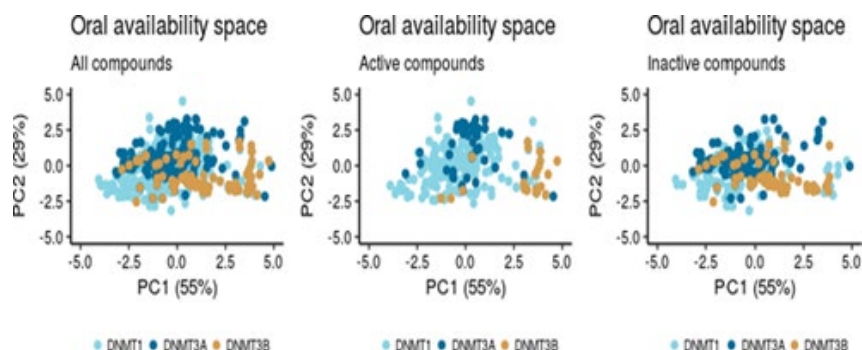 Oral availability space
All compounds
PC2 (29%)
5.0
2.5
0.0
-2.5
-5.0
-5.0 -2.5 0.0 2.5 5.0
PC1 (55%)
DNMT1 DNMT3A DNMT3B
Oral availability space
Active compounds
PC2 (29%)
5.0
2.5
0.0
-2.5
-5.0
-5.0 -2.5 0.0 2.5 5.0
PC1 (55%)
DNMT1 DNMT3A DNMT3B
Oral availability space
Inactive compounds
PC2 (29%)
5.0
2.5
0.0
-2.5
-5.0
-5.0 -2.5 0.0 2.5 5.0
PC1 (55%)
DNMT1 DNMT3A DNMT3B